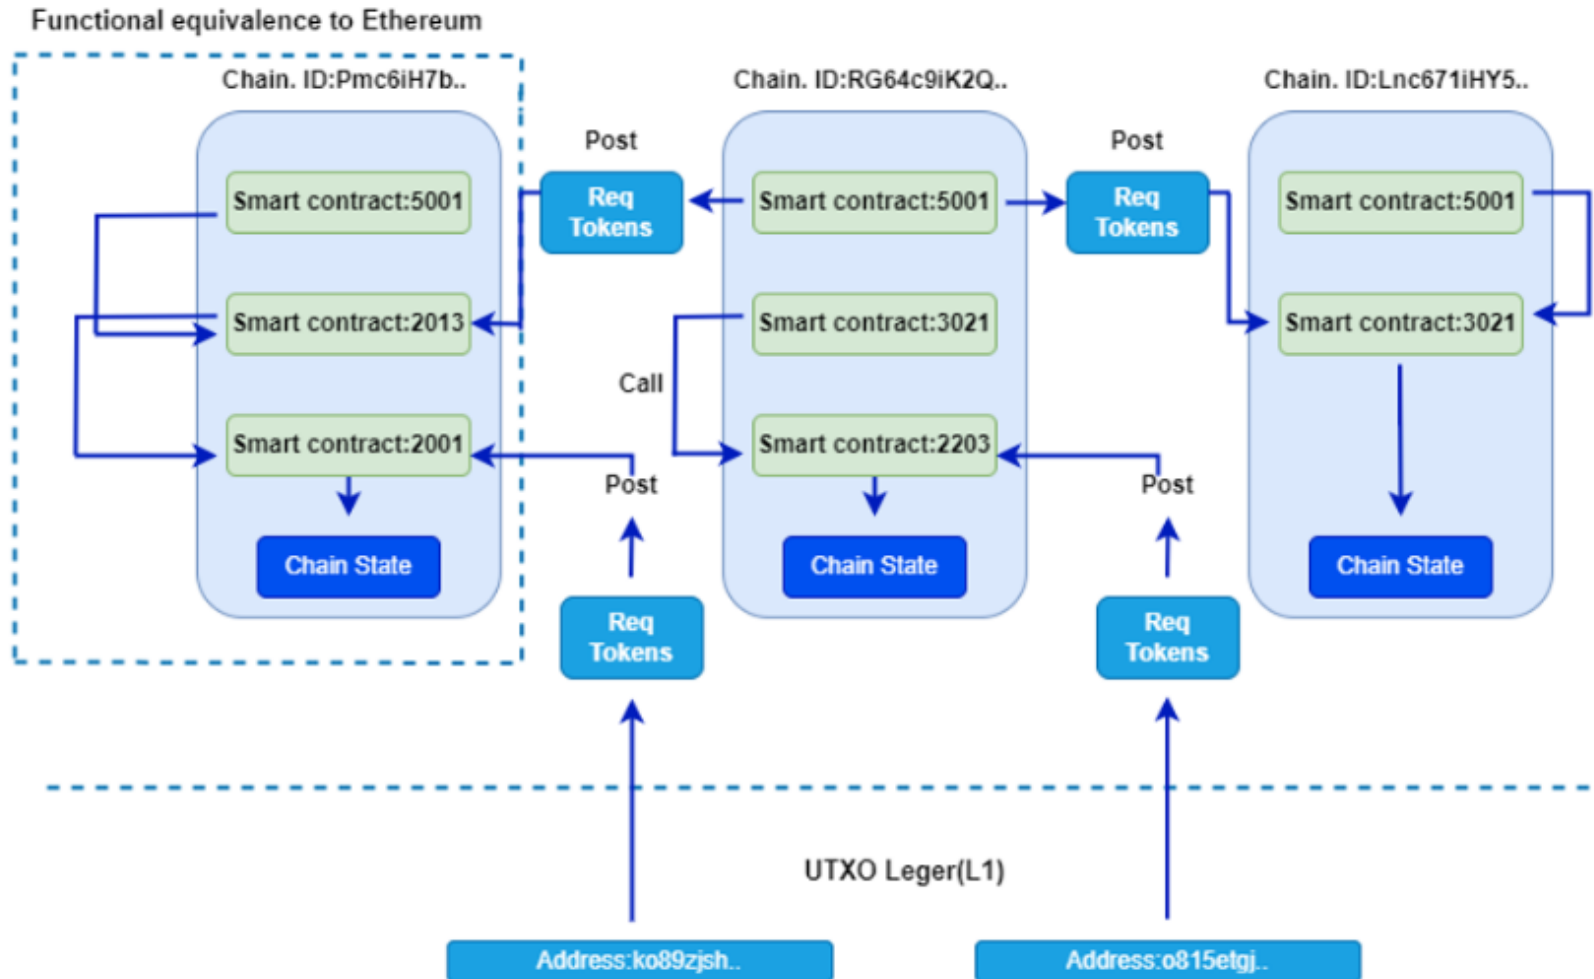 Functional equivalence to Ethereum
Chain. ID:Pmc6iH7b..
Chain. ID:RG64c9iK2Q..
Chain. ID:Lnc671iHY5..
Post
Post
Smart contract:5001
Req
Tokens
Smart contract:5001
Req
Tokens
Smart contract:5001
Smart contract:2013
Smart contract:3021
Smart contract:3021
Call
Smart contract:2001
Smart contract:2203
Post
Post
Chain State
Chain State
Chain State
Req
Tokens
Req
Tokens
UTXO Leger(L1)
Address:ko89zjsh..
Address:o815etgj..